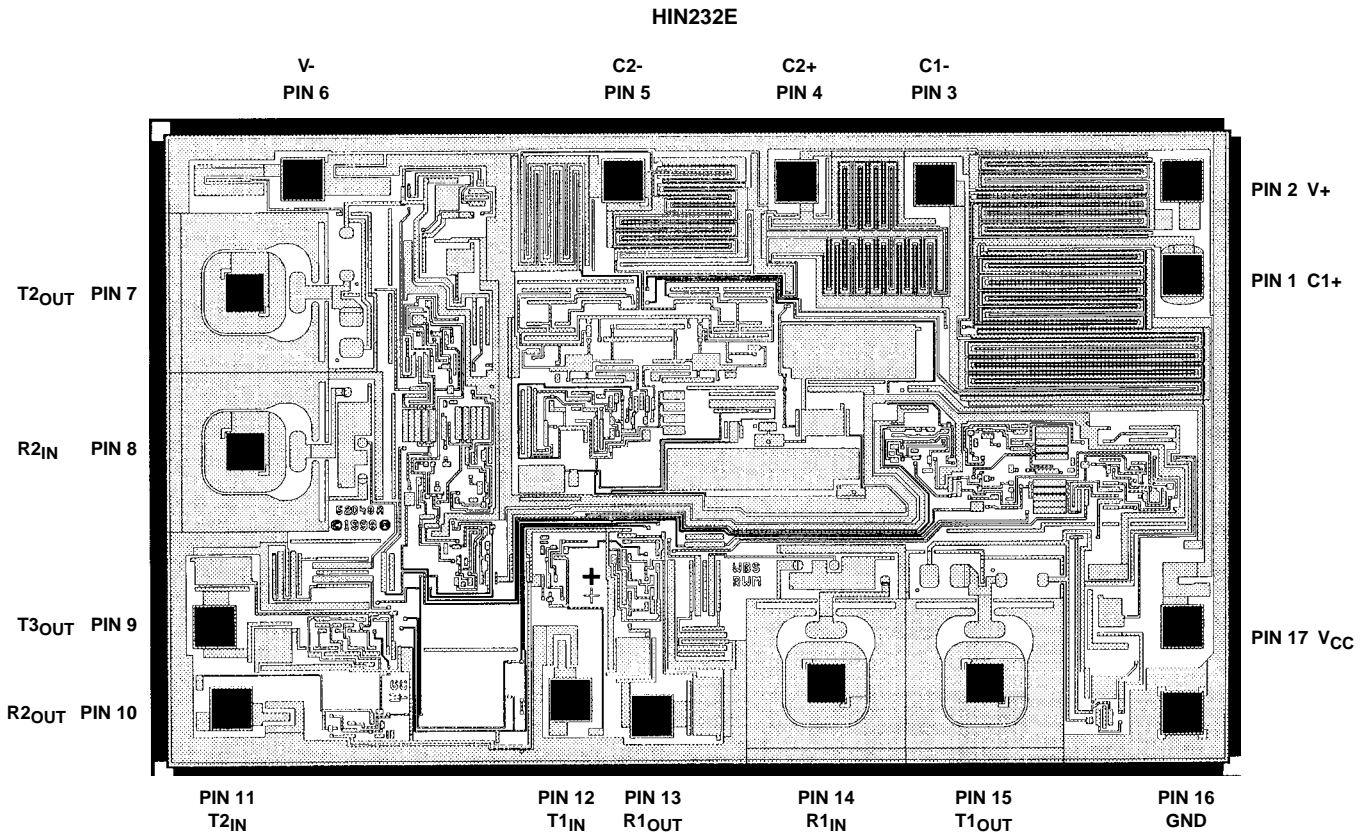 HIN232E
V-
PIN 6
C2-
PIN 5
C2+
PIN 4
C1-
PIN 3
PIN 2 V+
PIN 1 C1+
T2OUT PIN 7
R2IN PIN 8
T3OUT PIN 9
R2OUT PIN 10
PIN 17 VCC
WBS
RWM
PIN 11
T2IN
PIN 12
T1IN
PIN 13
R1OUT
PIN 14
R1IN
PIN 15
T1OUT
PIN 16
GND